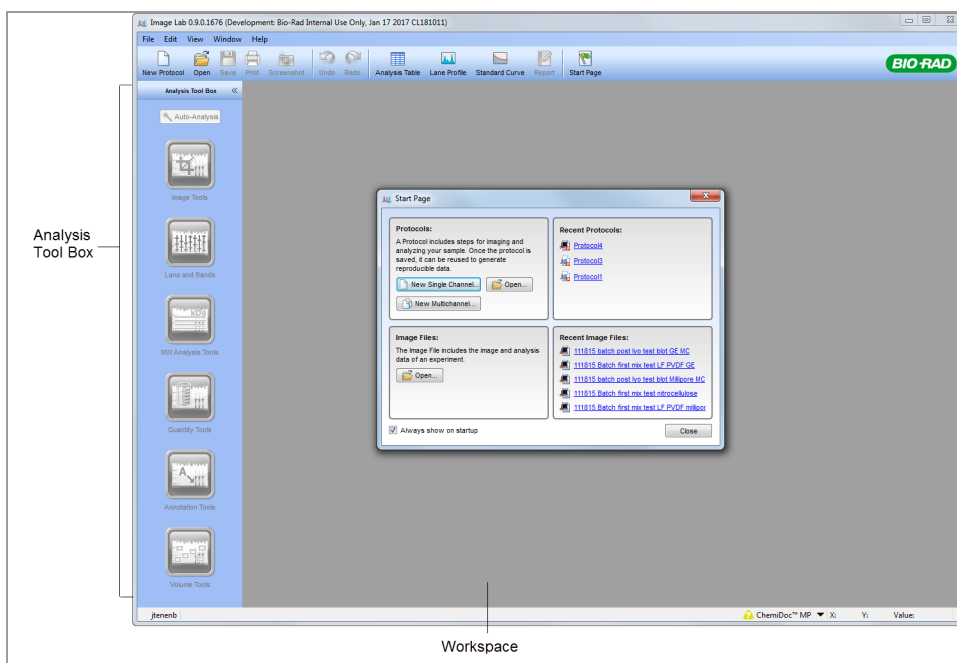 Image Lab 0.9.0.1676 (Development: Bio-Rad Internal Use Only, Jan 17 2017 CL181011)
File Edit View Window Help
New Protocol Open Save Print Screenshot Undo Redo Analysis Table Lane Profile Standard Curve Report Start Page
BIO-RAD
Analysis Tool Box
Auto-Analysis
Image Tools
Lane and Bands
kDa
MW Analysis Tools
Quantity Tools
A
Annotation Tools
Volume Tools
Analysis
Tool Box
Start Page
Protocols:
A Protocol includes steps for imaging and
analyzing your sample. Once the protocol is
saved, it can be reused to generate
reproducible data.
New Single Channel... Open...
New Multichannel...
Recent Protocols:
Protocol4
Protocol3
Protocol1
Image Files:
The Image File includes the image and analysis
data of an experiment.
Open...
Recent Image Files:
111815 batch post lyo test blot GE MC
111815 Batch first mix test LF PVDF GE
111815 batch post lyo test blot Millipore MC
111815 Batch first mix test nitrocellulose
111815 Batch first mix test LF PVDF millipor
Always show on startup
Close
jtenenb
ChemiDoc™ MP X: Y: Value:
Workspace